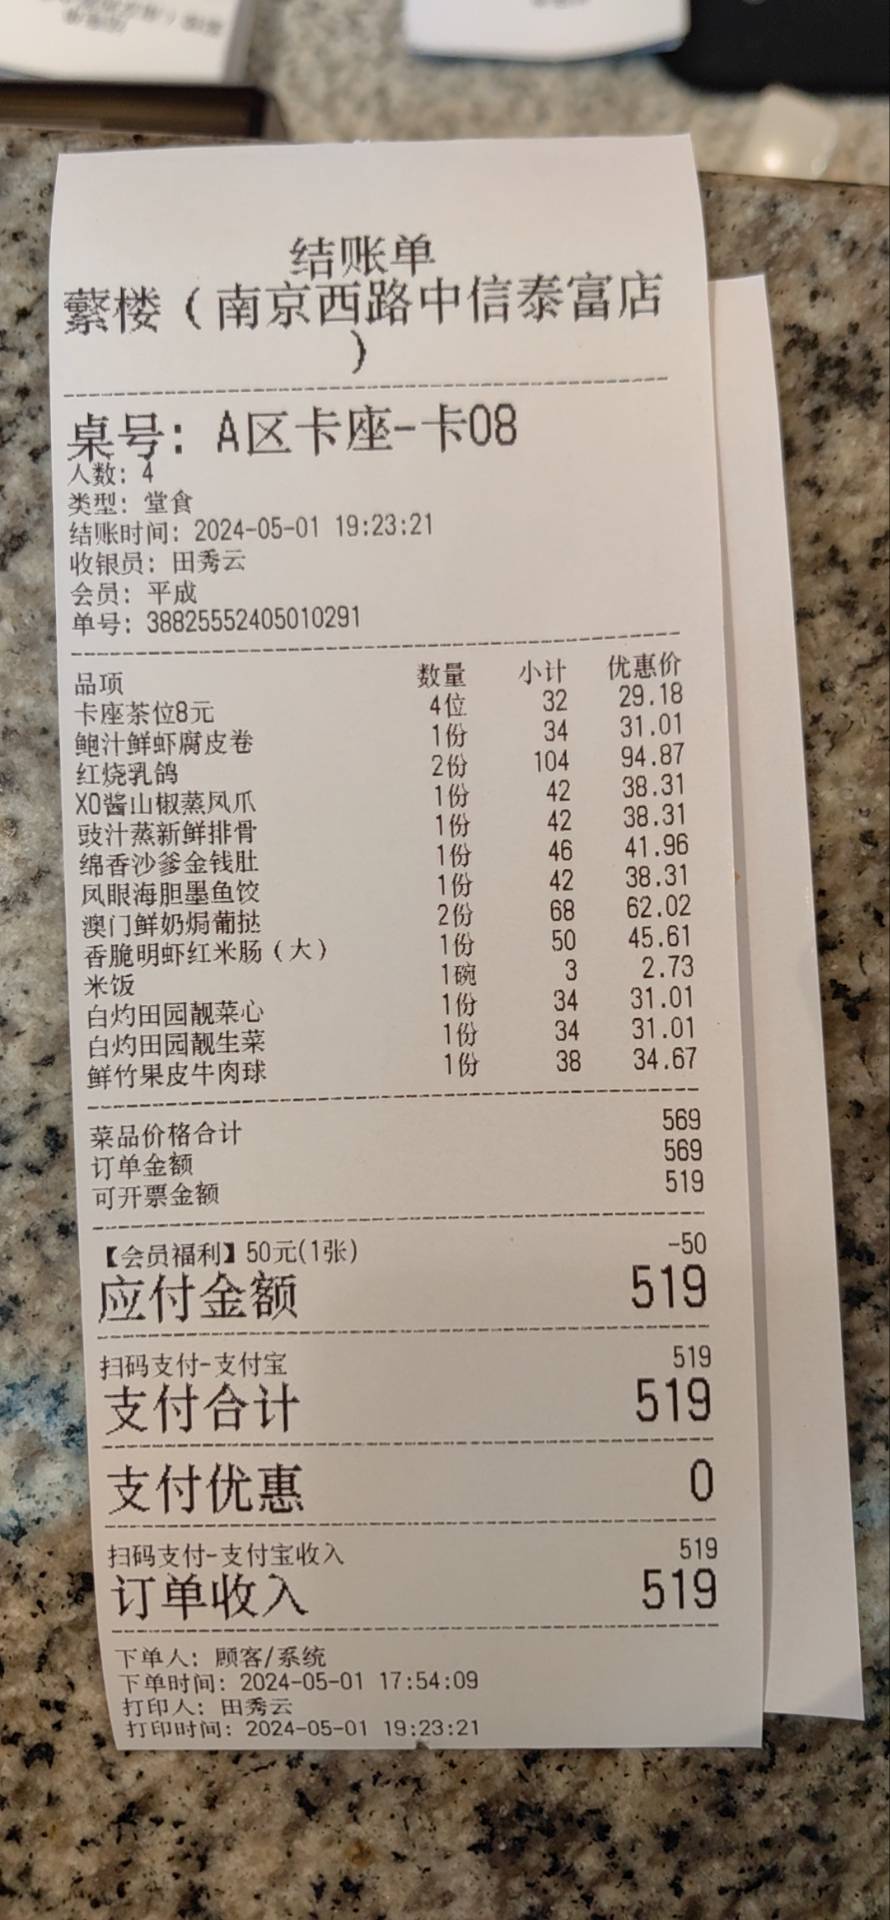 结账单
蘩楼（南京西路中信泰富店
）
桌号: A区卡座-卡08
人数: 4
类型: 堂食
结账时间: 2024-05-01 19:23:21
收银员: 田秀云
会员: 平成
单号: 38825552405010291
品项 数量 小计 优惠价
卡座茶位8元 4位 32 29.18
鲍汁鲜虾腐皮卷 1份 34 31.01
红烧乳鸽 2份 104 94.87
XO酱山椒蒸凤爪 1份 42 38.31
豉汁蒸新鲜排骨 1份 42 38.31
绵香沙爹金钱肚 1份 46 41.96
凤眼海胆墨鱼饺 1份 42 38.31
澳门鲜奶焗葡挞 2份 68 62.02
香脆明虾红米肠（大） 1份 50 45.61
米饭 1碗 3 2.73
白灼田园靓菜心 1份 34 31.01
白灼田园靓生菜 1份 34 31.01
鲜竹果皮牛肉球 1份 38 34.67
菜品价格合计 569
订单金额 569
可开票金额 519
【会员福利】50元(1张) -50
应付金额 519
扫码支付-支付宝 519
支付合计 519
支付优惠 0
扫码支付-支付宝收入 519
订单收入 519
下单人: 顾客/系统
下单时间: 2024-05-01 17:54:09
打印人: 田秀云
打印时间: 2024-05-01 19:23:21